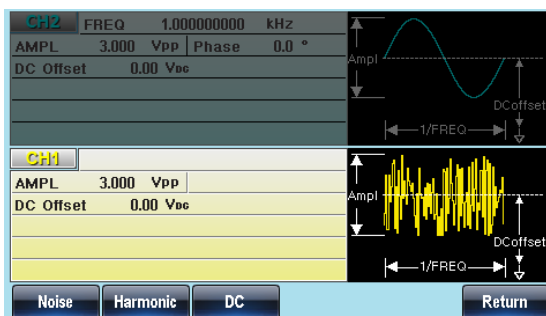 CH2 FREQ 1.000000000 kHz
AMPL 3.000 Vpp Phase 0.0 °
DC Offset 0.00 VDC
Ampl
DCoffset
1/FREQ
CH1
AMPL 3.000 Vpp
DC Offset 0.00 VDC
Ampl
DCoffset
1/FREQ
Noise Harmonic DC Return